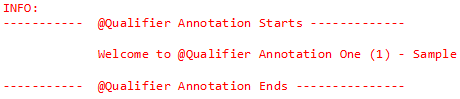 INFO:
----------- @Qualifier Annotation Starts -------------
Welcome to @Qualifier Annotation One (1) - Sample
----------- @Qualifier Annotation Ends ---------------